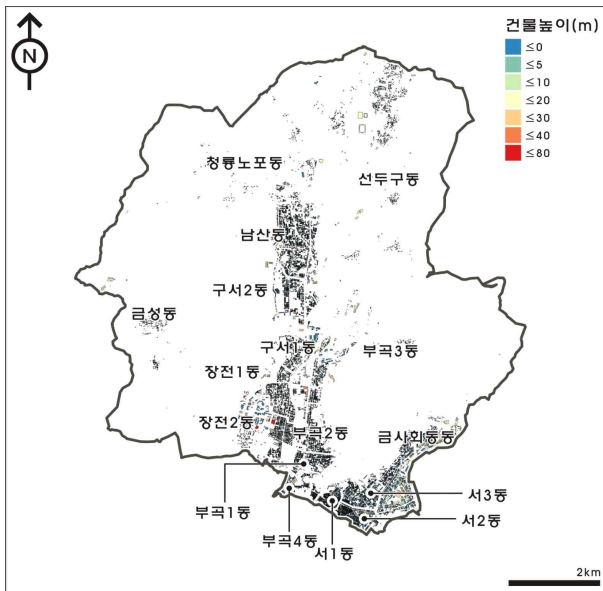 N
건물높이(m)
≤0
≤5
≤10
≤20
≤30
≤40
≤80
청룡노포동
선두구동
남산동
구서2동
금성동
구서1동
부곡3동
장전1동
장전2동
부곡2동
금사회동동
서3동
부곡1동
서2동
부곡4동
서1동
2km